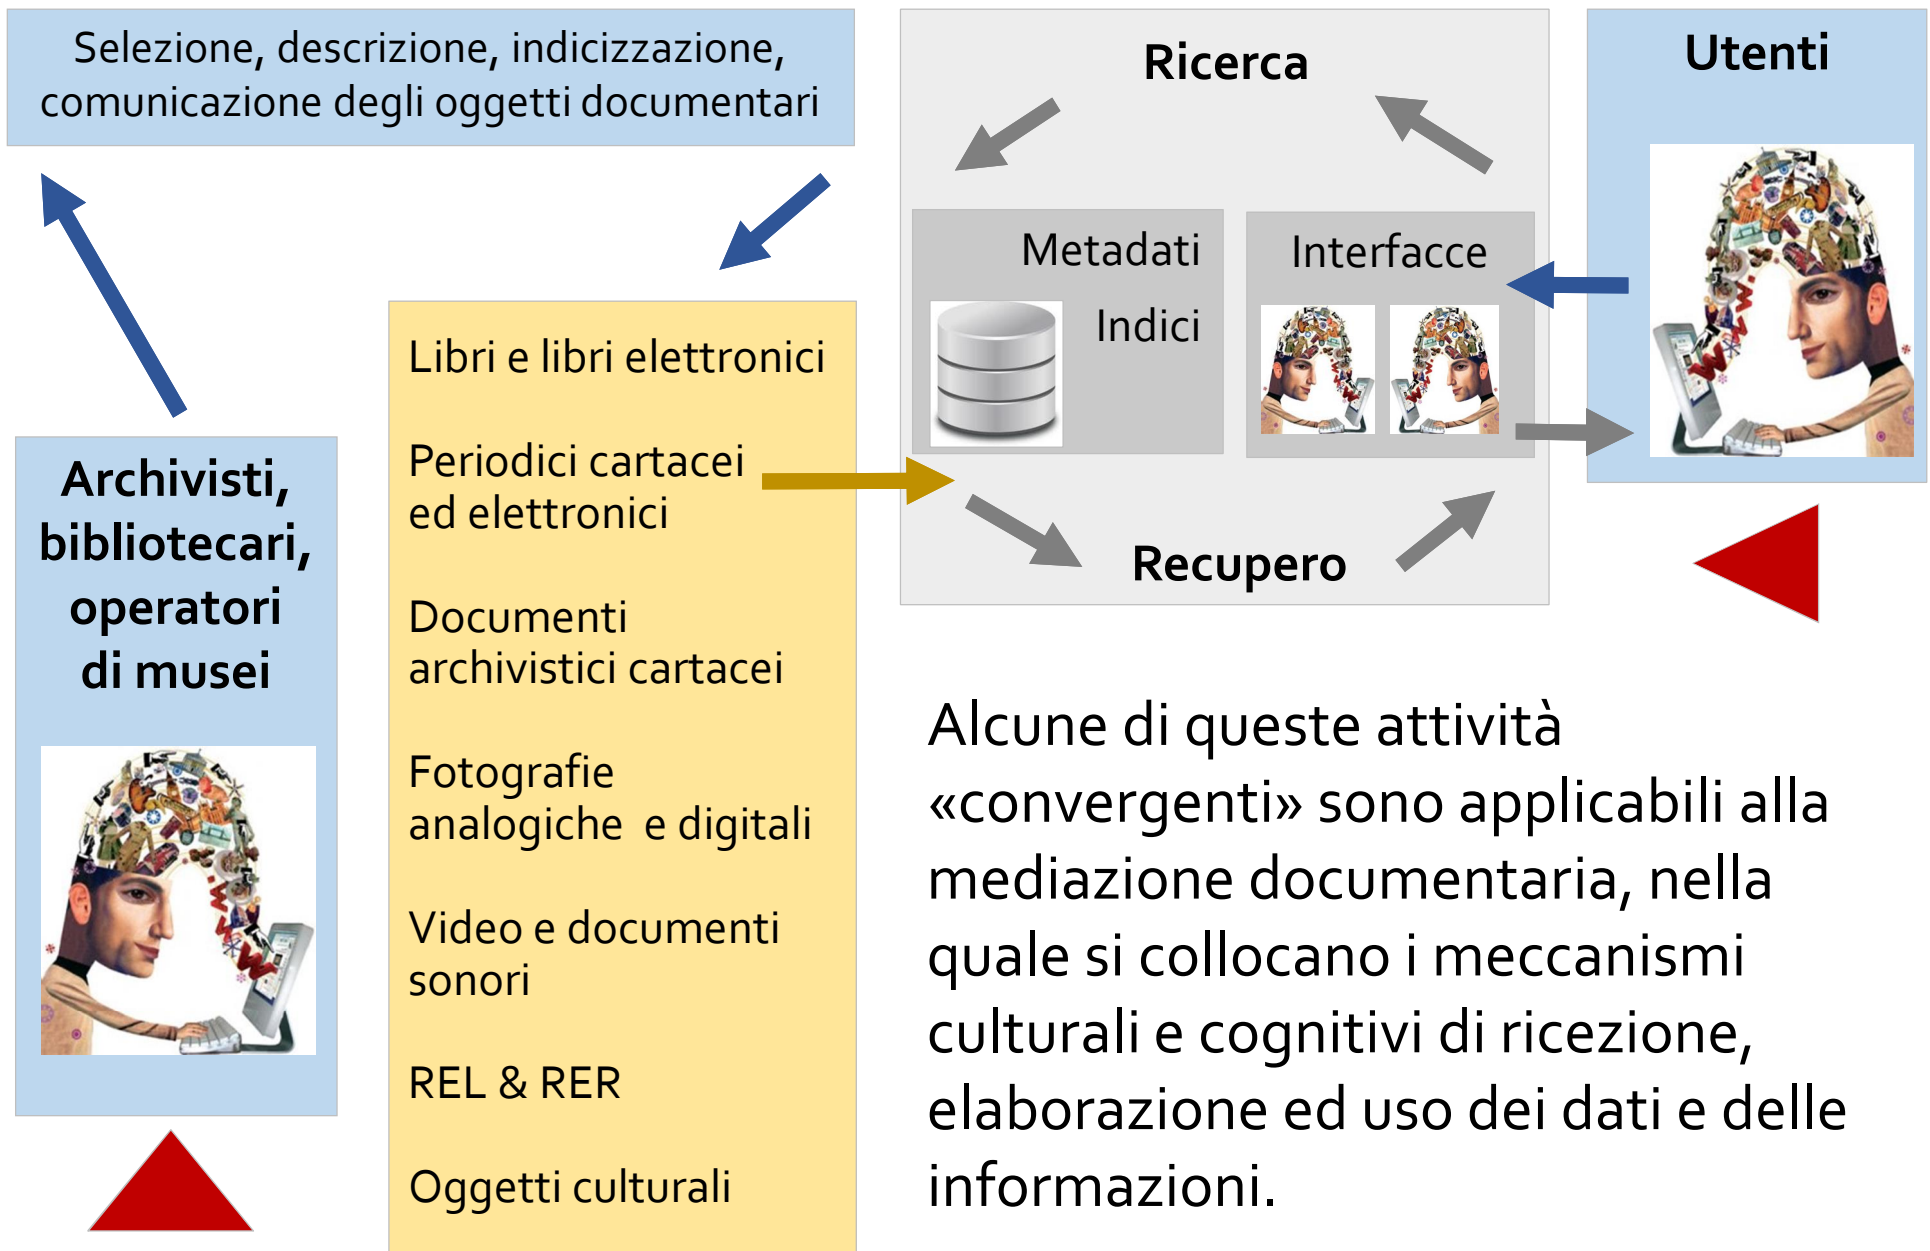 Selezione, descrizione, indicizzazione,
comunicazione degli oggetti documentari
Archivisti,
bibliotecari,
operatori
di musei
Libri e libri elettronici
Periodici cartacei
ed elettronici
Documenti
archivistici cartacei
Fotografie
analogiche e digitali
Video e documenti
sonori
REL & RER
Oggetti culturali
Ricerca
Metadati
Indici
Interfacce
Recupero
Utenti
Alcune di queste attività
«convergenti» sono applicabili alla
mediazione documentaria, nella
quale si collocano i meccanismi
culturali e cognitivi di ricezione,
elaborazione ed uso dei dati e delle
informazioni.